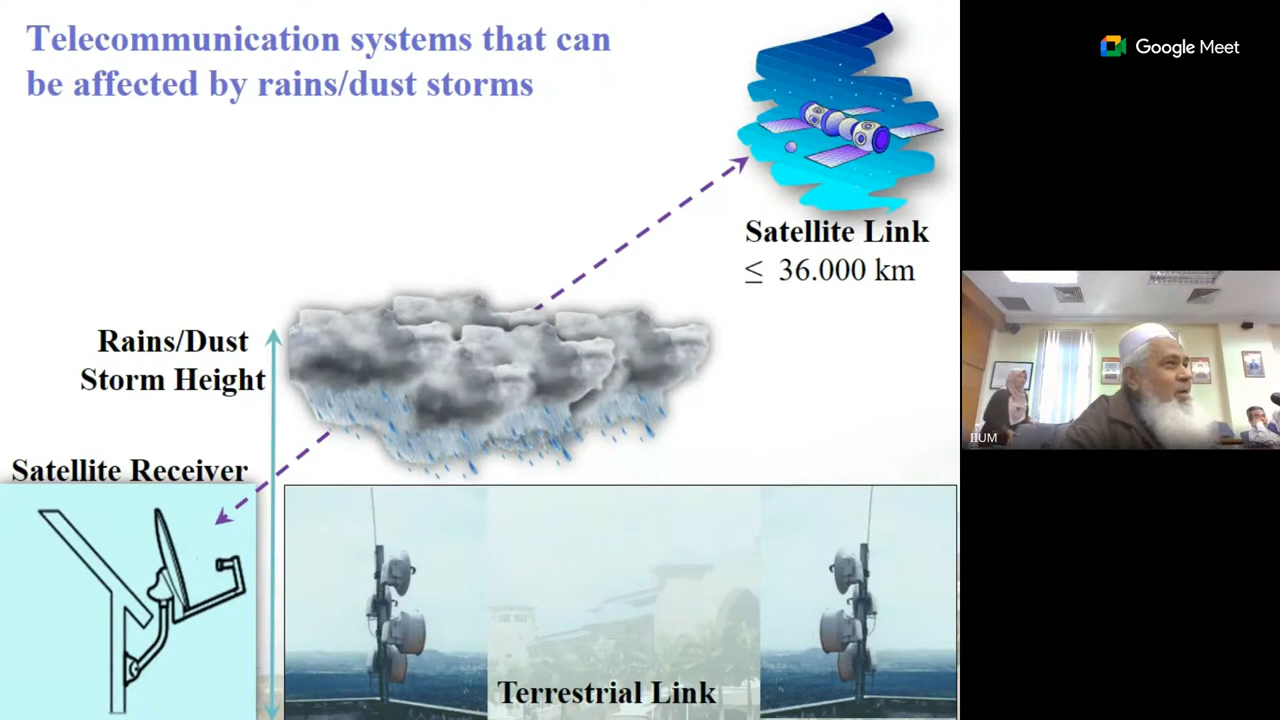 Telecommunication systems that can
be affected by rains/dust storms
Google Meet
Satellite Link
≤ 36.000 km
Rains/Dust
Storm Height
Satellite Receiver
IIUM
Terrestrial Link